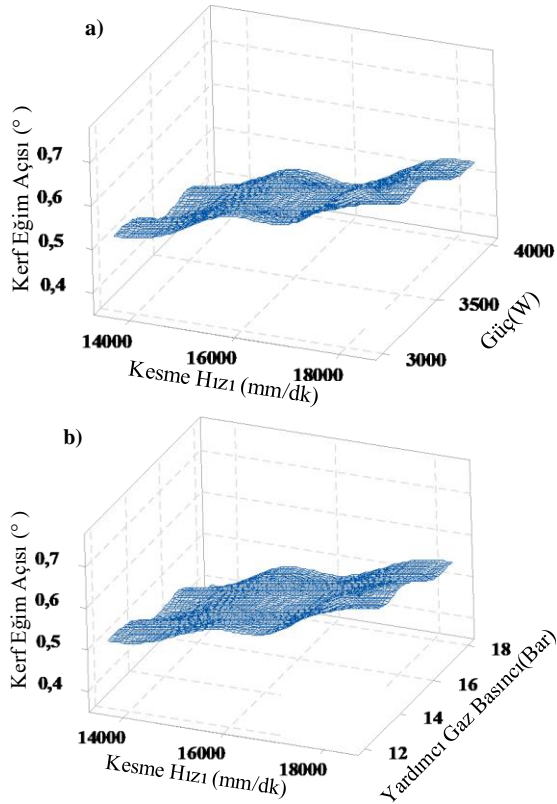 a)
Kerf Eğim Açısı (°)
0,7
0,6
0,5
0,4
14000
16000
18000
Kesme Hızı (mm/dk)
3000
3500
4000
Güç(W)
b)
Kerf Eğim Açısı (°)
0,7
0,6
0,5
0,4
14000
16000
18000
Kesme Hızı (mm/dk)
12
14
16
18
Yardımcı Gaz Basıncı(Bar)